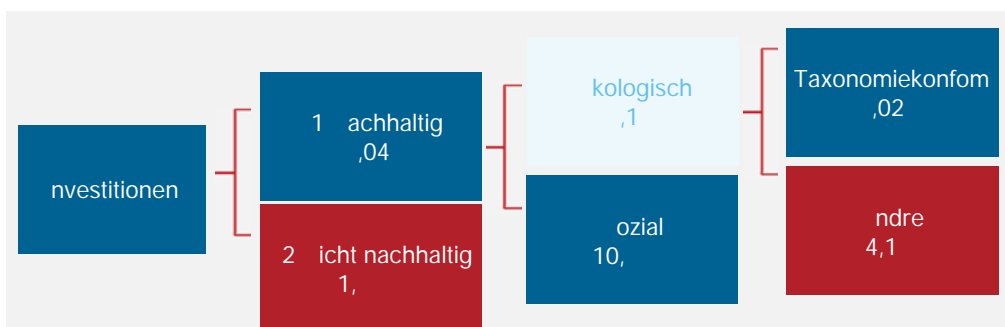 nvestitionen
1 achhaltig
,04
2 icht nachhaltig
1,
kologisch
,1
ozial
10,
Taxonomiekonfom
,02
ndre
4,1